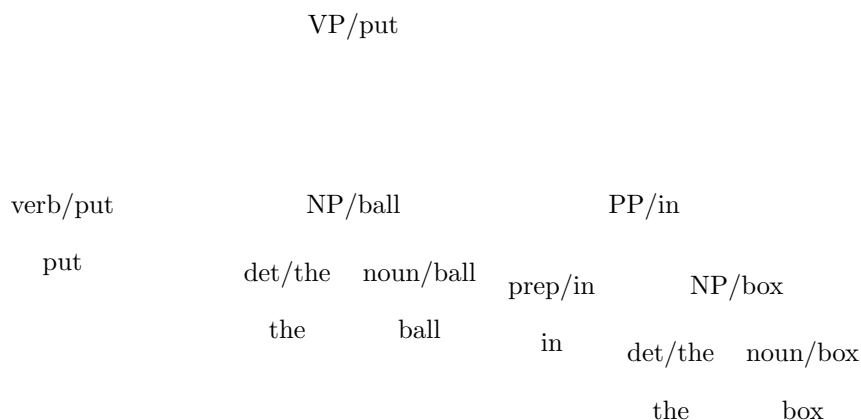 VP/put
verb/put NP/ball PP/in
put
det/the noun/ball
prep/in NP/box
the ball
in
det/the noun/box
the box